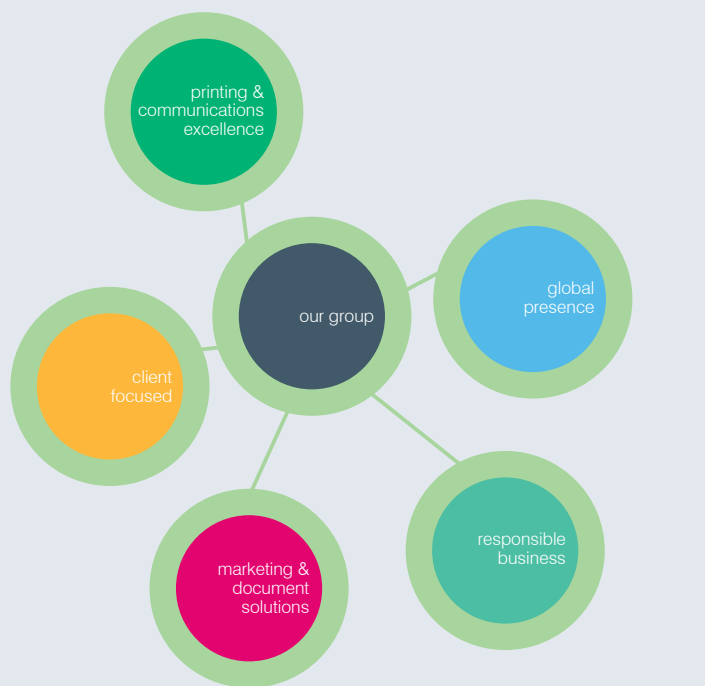 printing &
communications
excellence
global
presence
our group
client
focused
responsible
business
marketing &
document
solutions